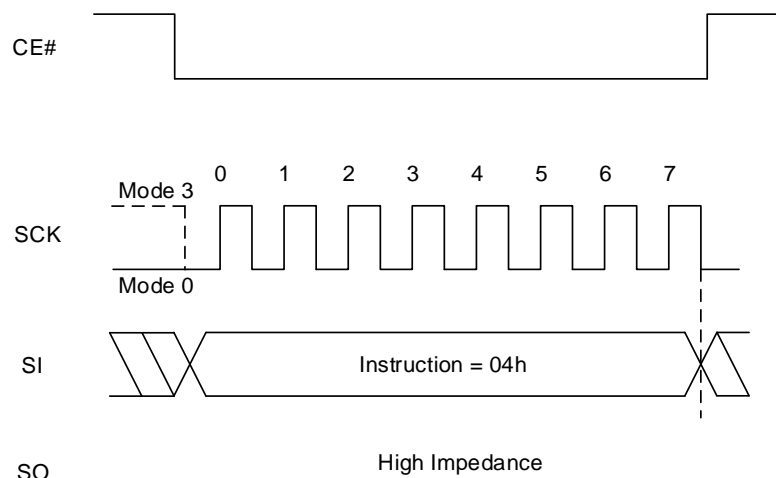 CE#
0 1 2 3 4 5 6 7
Mode 3
SCK
Mode 0
SI
Instruction = 04h
High Impedance
SO